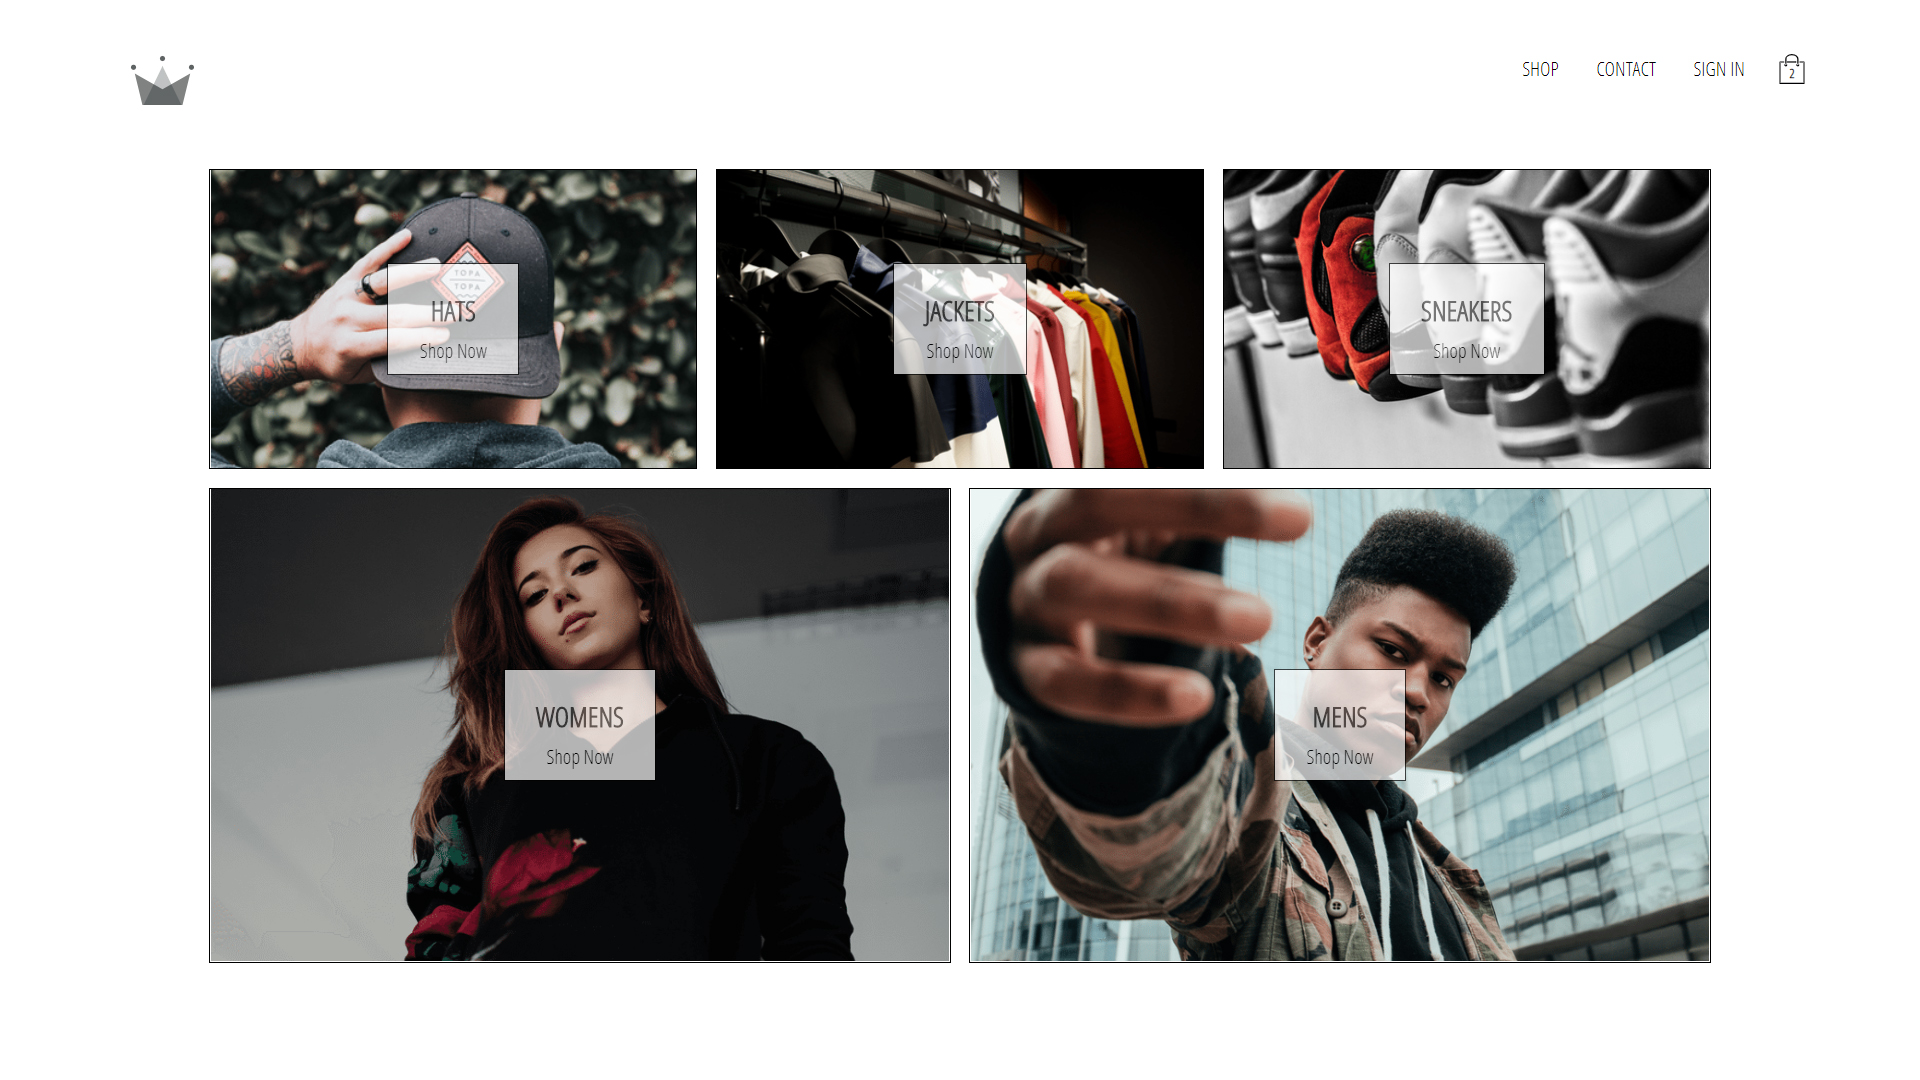 SHOP
CONTACT
SIGN IN
2
TOPA
TOPA
HATS
Shop Now
JACKETS
Shop Now
SNEAKERS
Shop Now
WOMENS
Shop Now
MENS
Shop Now